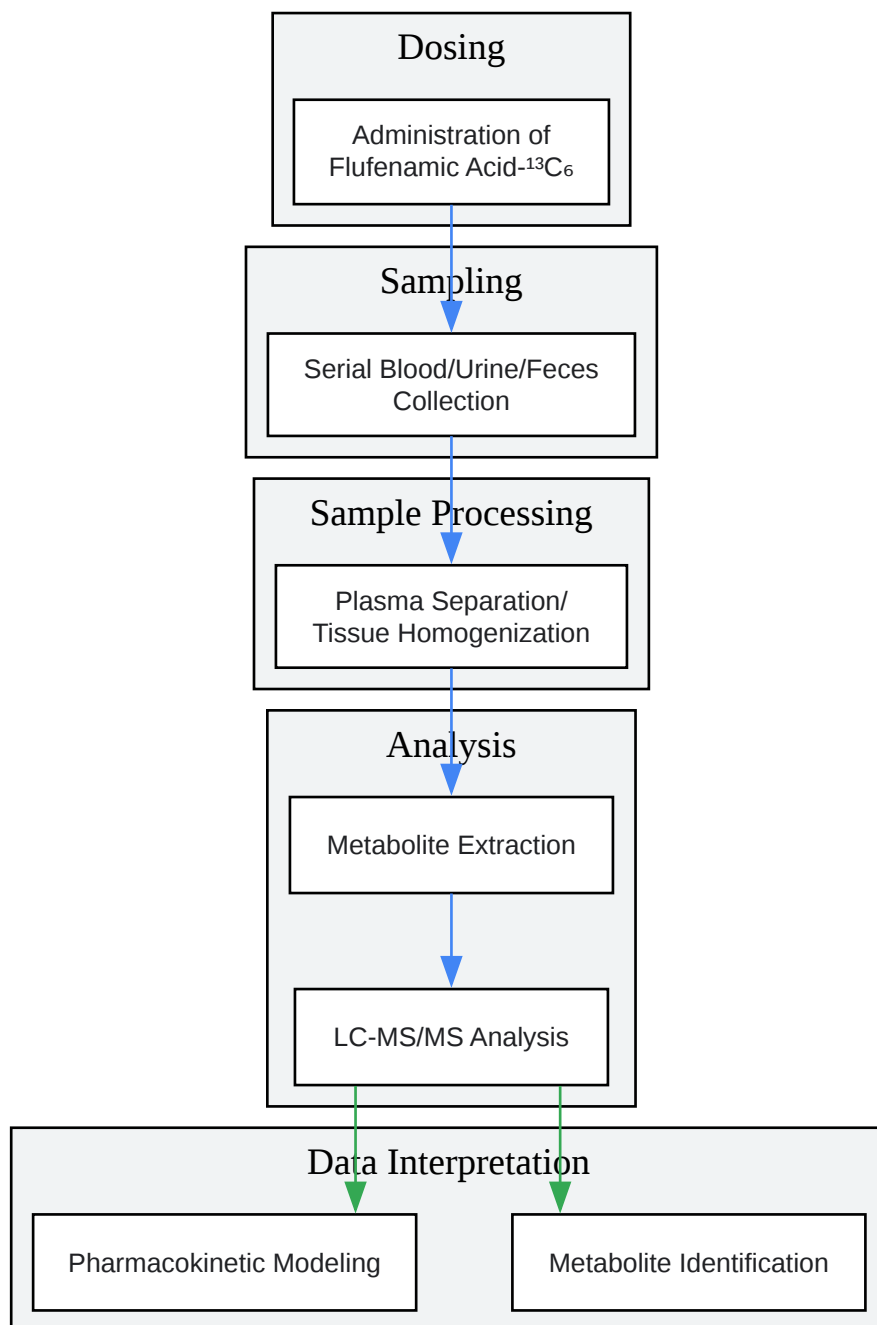 Dosing
Administration of
Flufenamic Acid-¹³C₆
Sampling
Serial Blood/Urine/Feces
Collection
Sample Processing
Plasma Separation/
Tissue Homogenization
Analysis
Metabolite Extraction
LC-MS/MS Analysis
Data Interpretation
Pharmacokinetic Modeling
Metabolite Identification